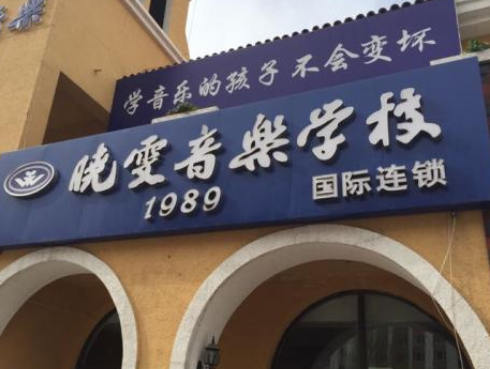 学音乐的孩子不会变坏
晓雯音樂学校
1989
国际连锁